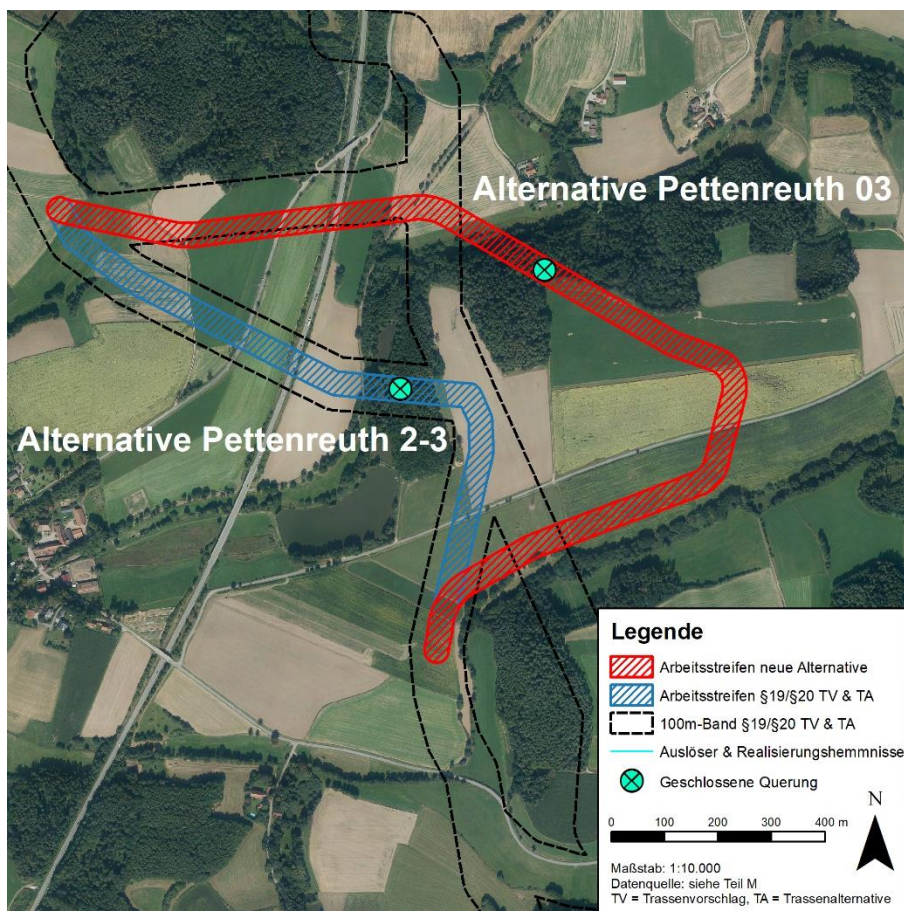 Alternative Pettenreuth 03
Alternative Pettenreuth 2-3
Legende
Arbeitsstreifen neue Alternative
Arbeitsstreifen §19/§20 TV & TA
100m-Band §19/§20 TV & TA
Auslöser & Realisierungshemmnisse
Geschlossene Querung
N
0 100 200 300 400 m
Maßstab: 1:10.000
Datenquelle: siehe Teil M
TV = Trassenvorschlag, TA = Trassenalternative